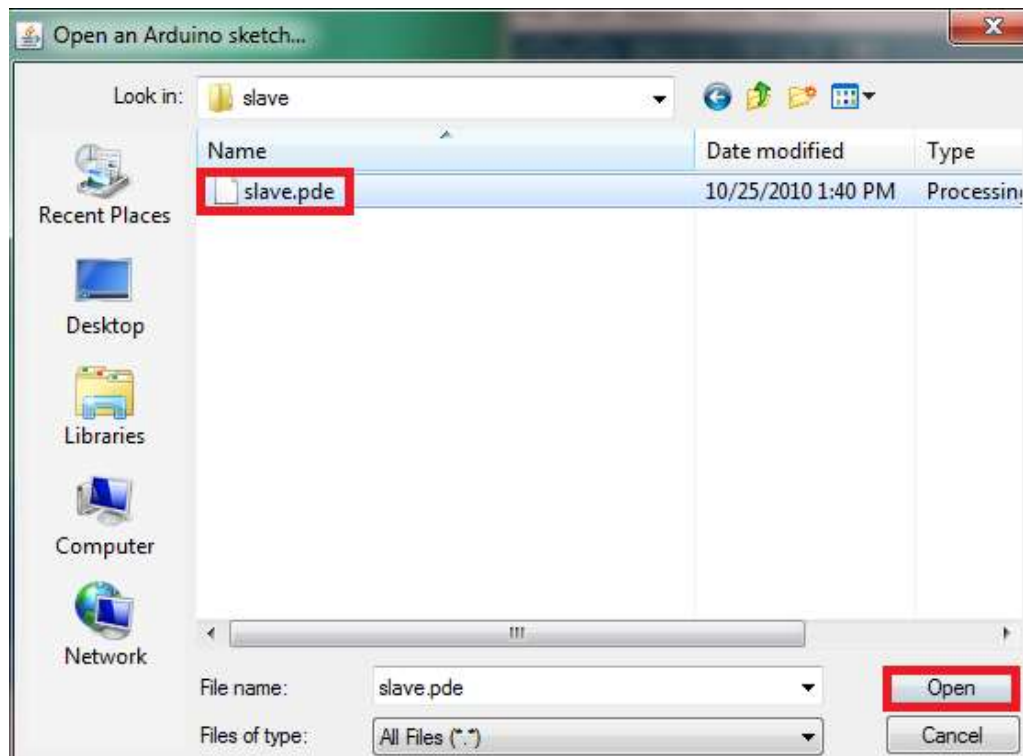 Open an Arduino sketch...
Look in: slave
Name Date modified Type
slave.pde 10/25/2010 1:40 PM Processing
Recent Places
Desktop
Libraries
Computer
Network
File name: slave.pde Open
Files of type: All Files (*.*) Cancel